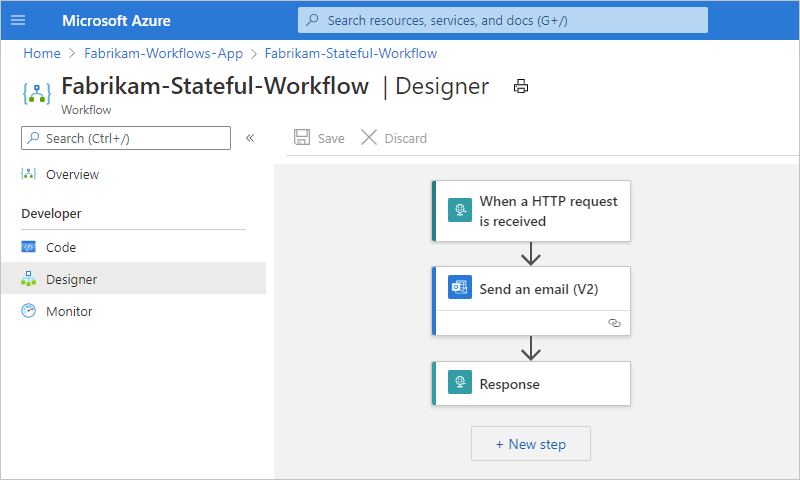 Microsoft Azure
Search resources, services, and docs (G+/)
Home > Fabrikam-Workflows-App > Fabrikam-Stateful-Workflow
Fabrikam-Stateful-Workflow | Designer
Workflow
Search (Ctrl+/)
«
Save
Discard
Overview
Developer
Code
Designer
Monitor
When a HTTP request
is received
Send an email (V2)
Response
+ New step